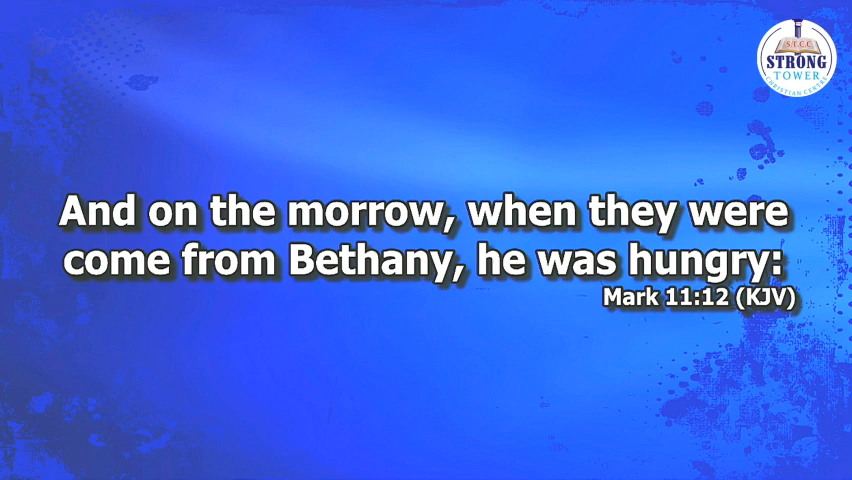 S.T.C.C
STRONG
TOWER
CHRISTIAN CENTRE
And on the morrow, when they were
come from Bethany, he was hungry:
Mark 11:12 (KJV)